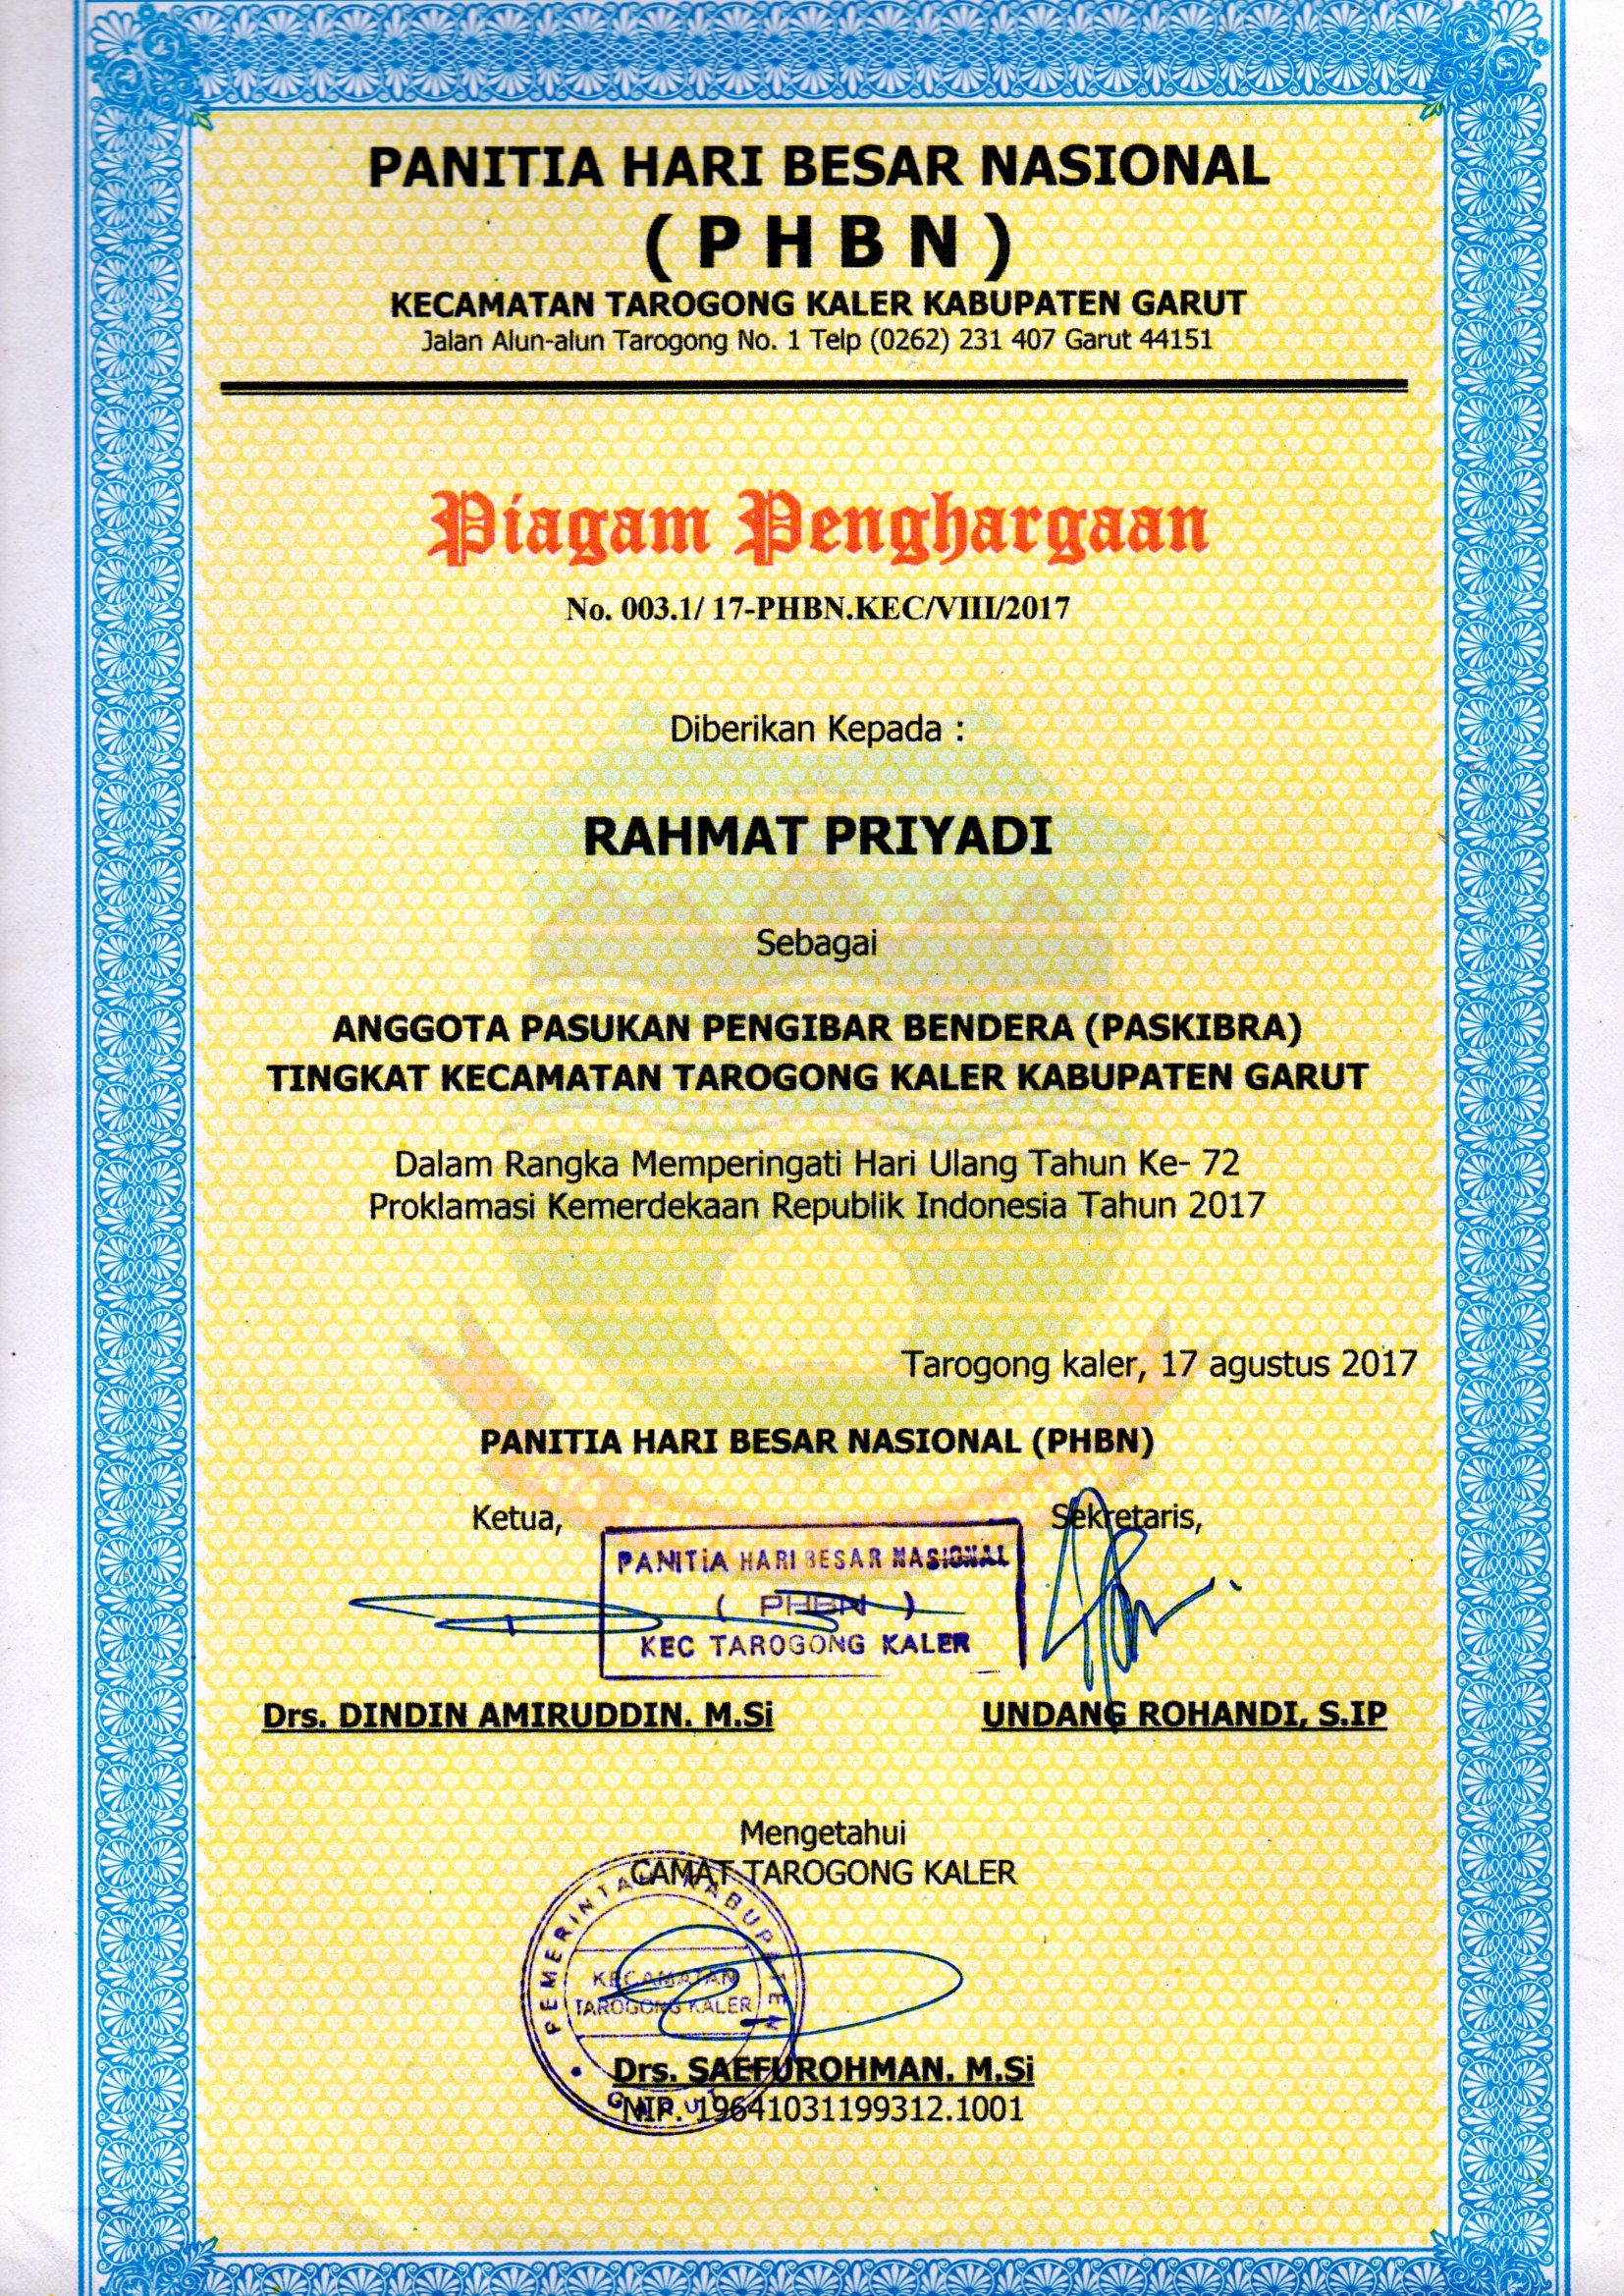 PANITIA HARI BESAR NASIONAL
( P H B N )
KECAMATAN TAROGONG KALER KABUPATEN GARUT
Jalan Alun-alun Tarogong No. 1 Telp (0262) 231 407 Garut 44151
Piagam Penghargaan
No. 003.1/ 17-PHBN.KEC/VIII/2017
Diberikan Kepada :
RAHMAT PRIYADI
Sebagai
ANGGOTA PASUKAN PENGIBAR BENDERA (PASKIBRA)
TINGKAT KECAMATAN TAROGONG KALER KABUPATEN GARUT
Dalam Rangka Memperingati Hari Ulang Tahun Ke- 72
Proklamasi Kemerdekaan Republik Indonesia Tahun 2017
Tarogong kaler, 17 agustus 2017
PANITIA HARI BESAR NASIONAL (PHBN)
Ketua,
Sekretaris,
PANITIA HARI BESAR NASIONAL
( PHBN )
KEC TAROGONG KALER
Drs. DINDIN AMIRUDDIN. M.Si
UNDANG ROHANDI, S.IP
Mengetahui
CAMAT TAROGONG KALER
PEMERINTAH KABUPATEN
KECAMATAN
TAROGONG KALER
GARUT
Drs. SAEFUROHMAN. M.Si
NIP. 19641031199312.1001